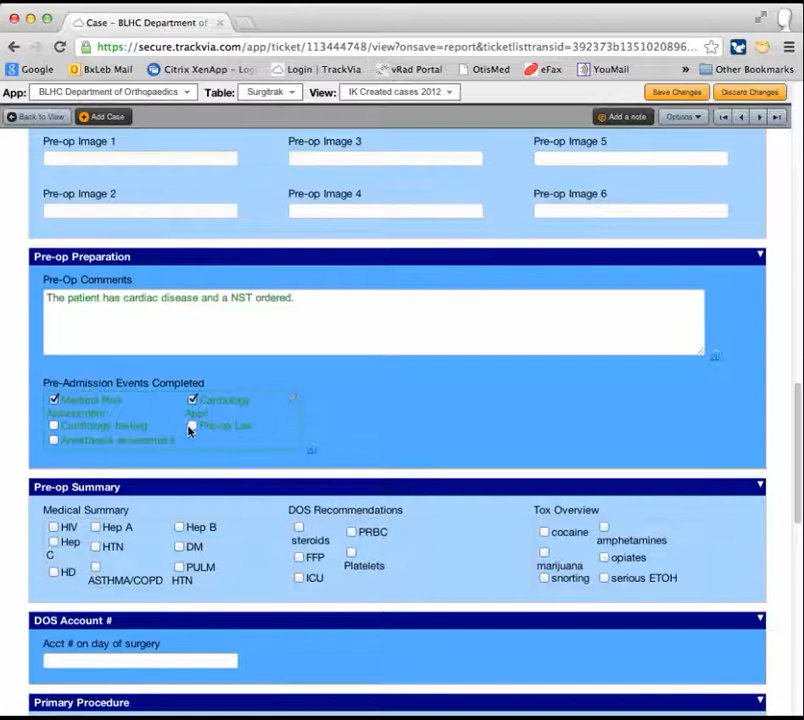 Case – BLHC Department of
https://secure.trackvia.com/app/ticket/113444748/view?onsave=report&ticketlisttransid=392373b1351020896...
Google BxLeb Mail Citrix XenApp - Log Login | TrackVia vRad Portal OtisMed eFax YouMail » Other Bookmarks
App: BLHC Department of Orthopaedics Table: Surgitrak View: IK Created cases 2012 Save Changes Discard Changes
Back to View Add Case Add a note Options
Pre-op Image 1 Pre-op Image 3 Pre-op Image 5
Pre-op Image 2 Pre-op Image 4 Pre-op Image 6
Pre-op Preparation
Pre-Op Comments
The patient has cardiac disease and a NST ordered.
Pre-Admission Events Completed
Medical Risk Cardiology
Assessment Appt
Cardiology testing Pre-op Lab
Anesthesia assessment
Pre-op Summary
Medical Summary DOS Recommendations Tox Overview
HIV Hep A Hep B steroids PRBC cocaine amphetamines
Hep C HTN DM FFP Platelets marijuana opiates
HD ASTHMA/COPD PULM HTN ICU snorting serious ETOH
DOS Account #
Acct # on day of surgery
Primary Procedure